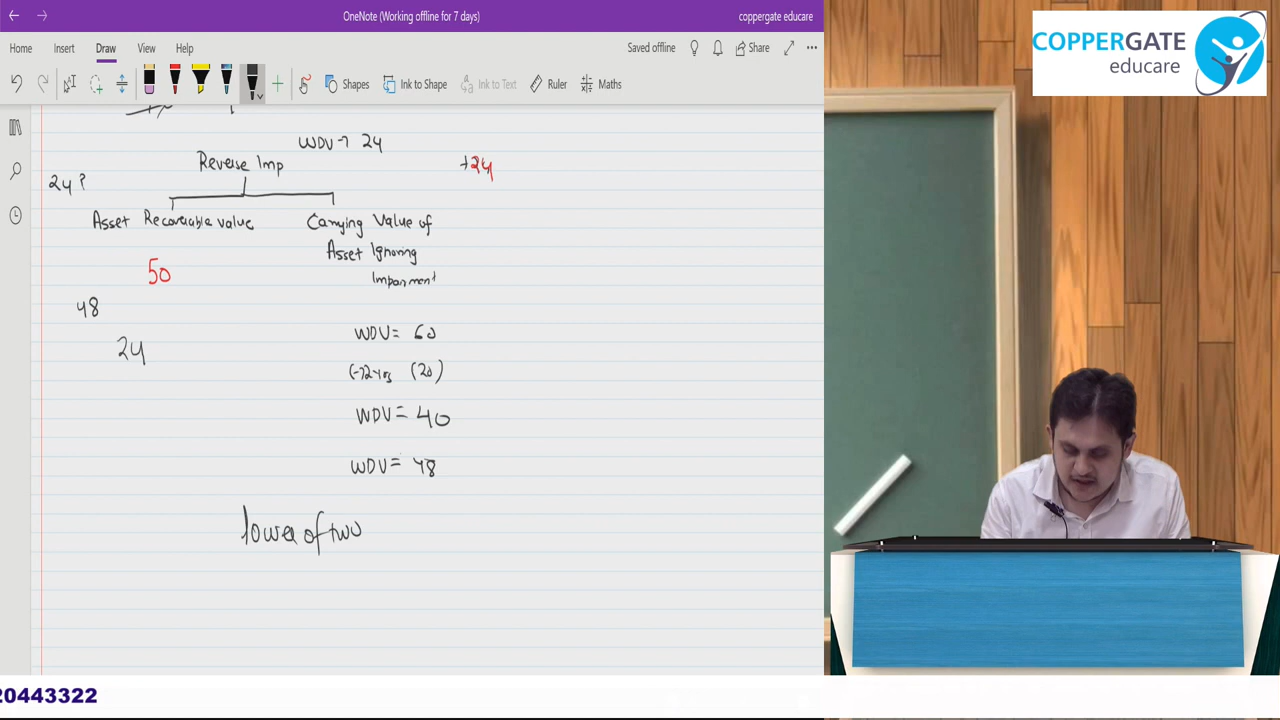 OneNote (Working offline for 7 days)
coppergate educare
Home Insert Draw View Help
Saved offline Share
Shapes Ink to Shape Ink to Text Ruler Maths
WDV → 24
Reverse Imp
+24
24?
Asset Recoverable value
Carrying Value of
Asset Ignoring
Impairment
50
48
24
WDV = 60
(-) 2 yrs (20)
WDV = 40
WDV = 48
lower of two
COPPERGATE
educare
20443322